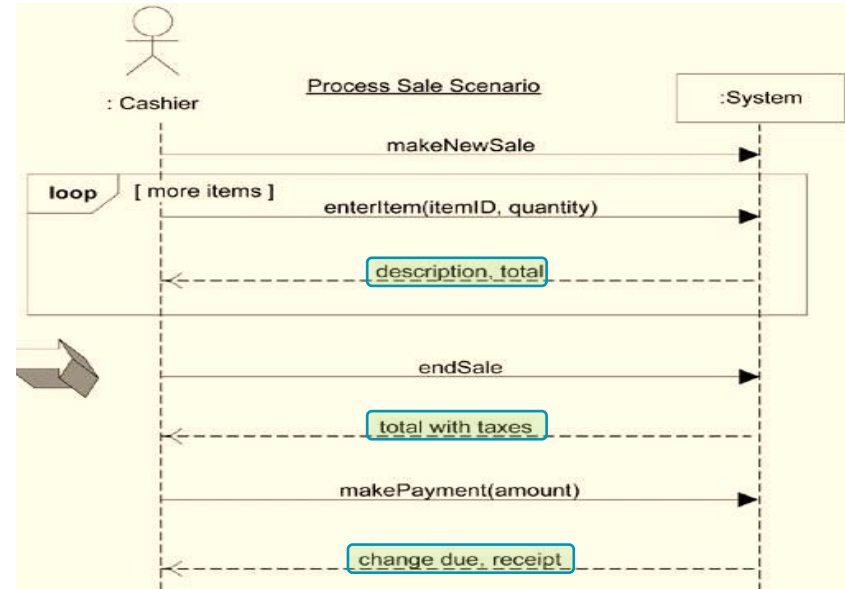 Process Sale Scenario
: Cashier
:System
makeNewSale
loop
[ more items ]
enterItem(itemID, quantity)
description, total
endSale
total with taxes
makePayment(amount)
change due, receipt